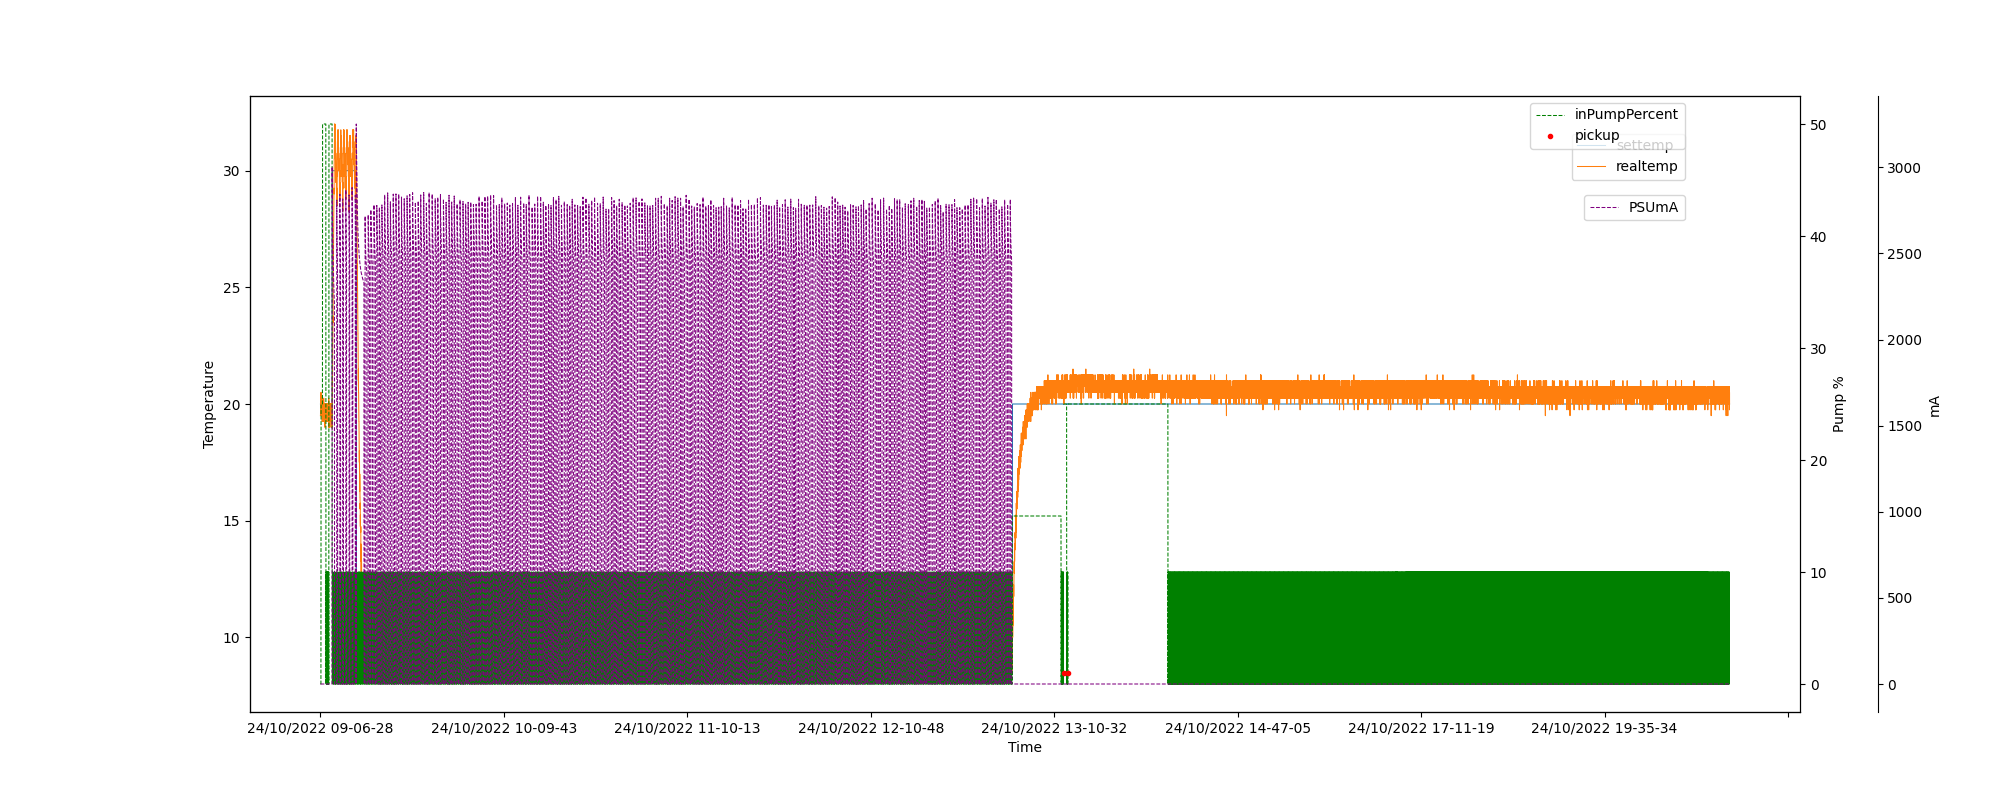 inPumpPercent
pickup
settemp
realtemp
PSUmA
Temperature
30
25
20
15
10
50
40
30
20
10
0
Pump %
3000
2500
2000
1500
1000
500
0
mA
24/10/2022 09-06-28
24/10/2022 10-09-43
24/10/2022 11-10-13
24/10/2022 12-10-48
24/10/2022 13-10-32
24/10/2022 14-47-05
24/10/2022 17-11-19
24/10/2022 19-35-34
Time